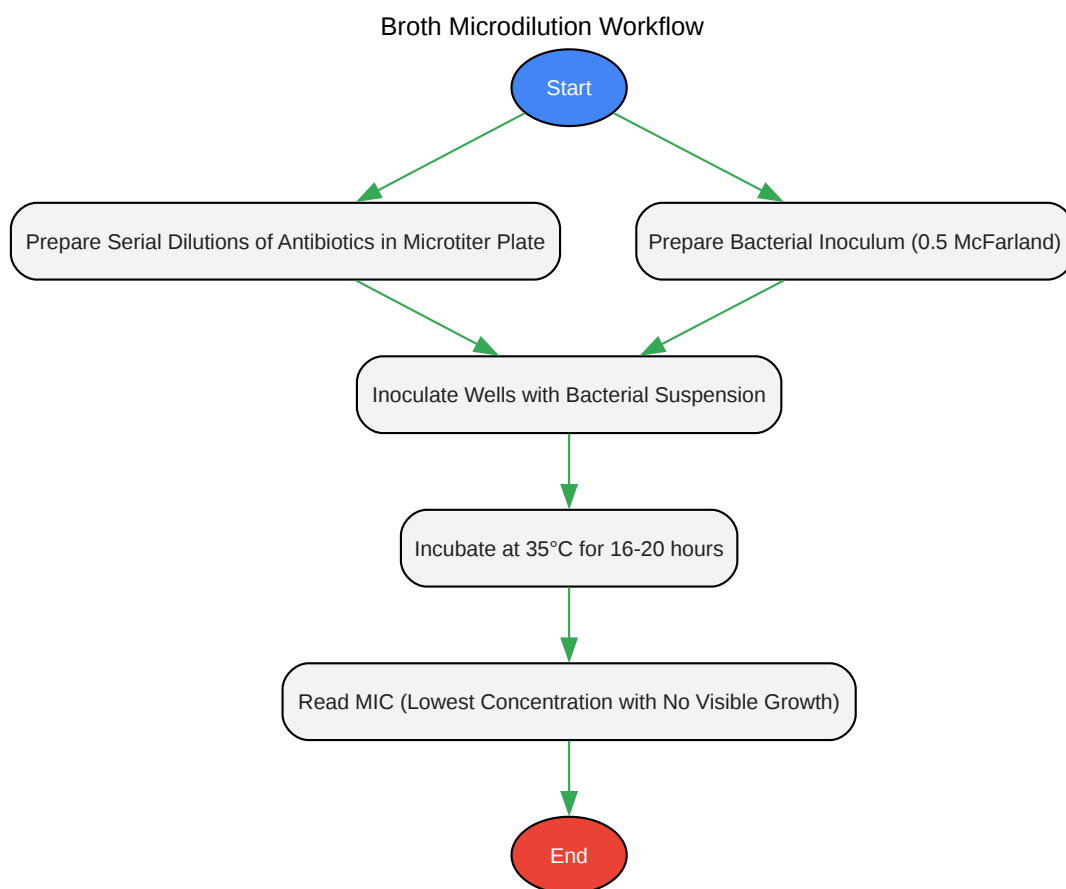 Broth Microdilution Workflow
Start
Prepare Serial Dilutions of Antibiotics in Microtiter Plate
Prepare Bacterial Inoculum (0.5 McFarland)
Inoculate Wells with Bacterial Suspension
Incubate at 35°C for 16-20 hours
Read MIC (Lowest Concentration with No Visible Growth)
End